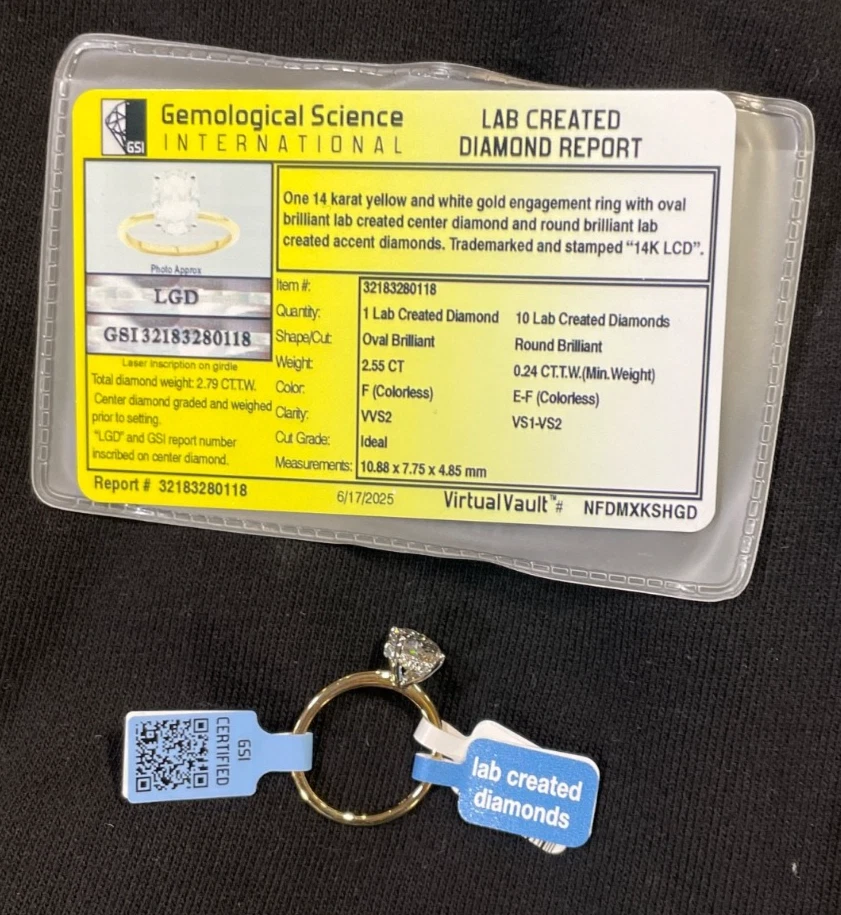 GSI
Gemological Science
INTERNATIONAL
LAB CREATED
DIAMOND REPORT
One 14 karat yellow and white gold engagement ring with oval
brilliant lab created center diamond and round brilliant lab
created accent diamonds. Trademarked and stamped “14K LCD”.
Photo Approx
LGD
GSI 32183280118
Laser inscription on girdle
Total diamond weight: 2.79 CT.T.W.
Center diamond graded and weighed
prior to setting.
"LGD" and GSI report number
inscribed on center diamond.
Item #: 32183280118
Quantity: 1 Lab Created Diamond 10 Lab Created Diamonds
Shape/Cut: Oval Brilliant Round Brilliant
Weight: 2.55 CT 0.24 CT.T.W.(Min.Weight)
Color: F (Colorless) E-F (Colorless)
Clarity: VVS2 VS1-VS2
Cut Grade: Ideal
Measurements: 10.88 x 7.75 x 4.85 mm
Report # 32183280118 6/17/2025 VirtualVault™# NFDMXKSHGD
GSI
CERTIFIED
lab created
diamonds